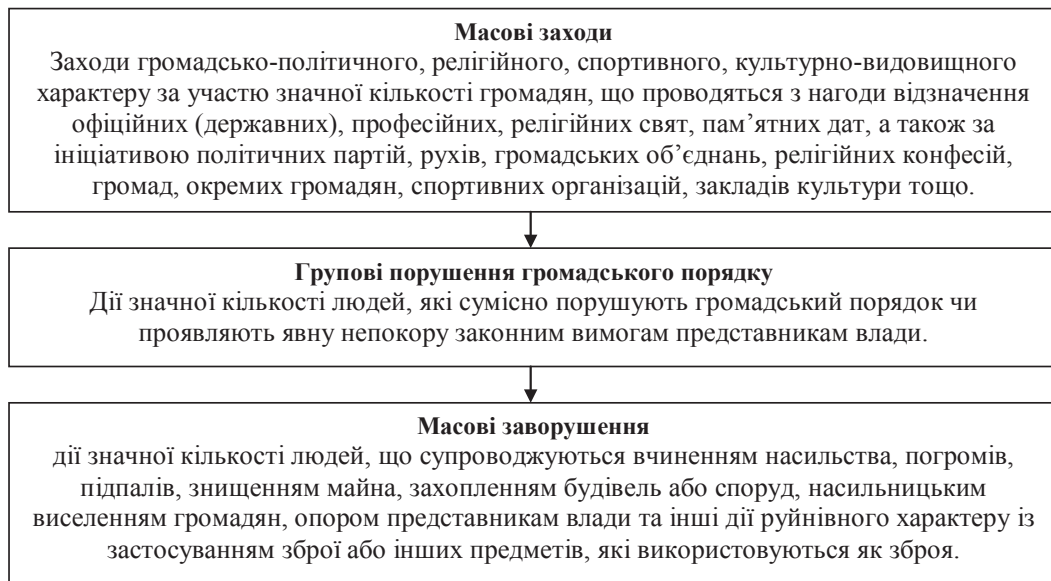 Масові заходи
Заходи громадсько-політичного, релігійного, спортивного, культурно-видовищного
характеру за участю значної кількості громадян, що проводяться з нагоди відзначення
офіційних (державних), професійних, релігійних свят, пам’ятних дат, а також за
ініціативою політичних партій, рухів, громадських об’єднань, релігійних конфесій,
громад, окремих громадян, спортивних організацій, закладів культури тощо.
Групові порушення громадського порядку
Дії значної кількості людей, які сумісно порушують громадський порядок чи
проявляють явну непокору законним вимогам представникам влади.
Масові заворушення
дії значної кількості людей, що супроводжуються вчиненням насильства, погромів,
підпалів, знищенням майна, захопленням будівель або споруд, насильницьким
виселенням громадян, опором представникам влади та інші дії руйнівного характеру із
застосуванням зброї або інших предметів, які використовуються як зброя.